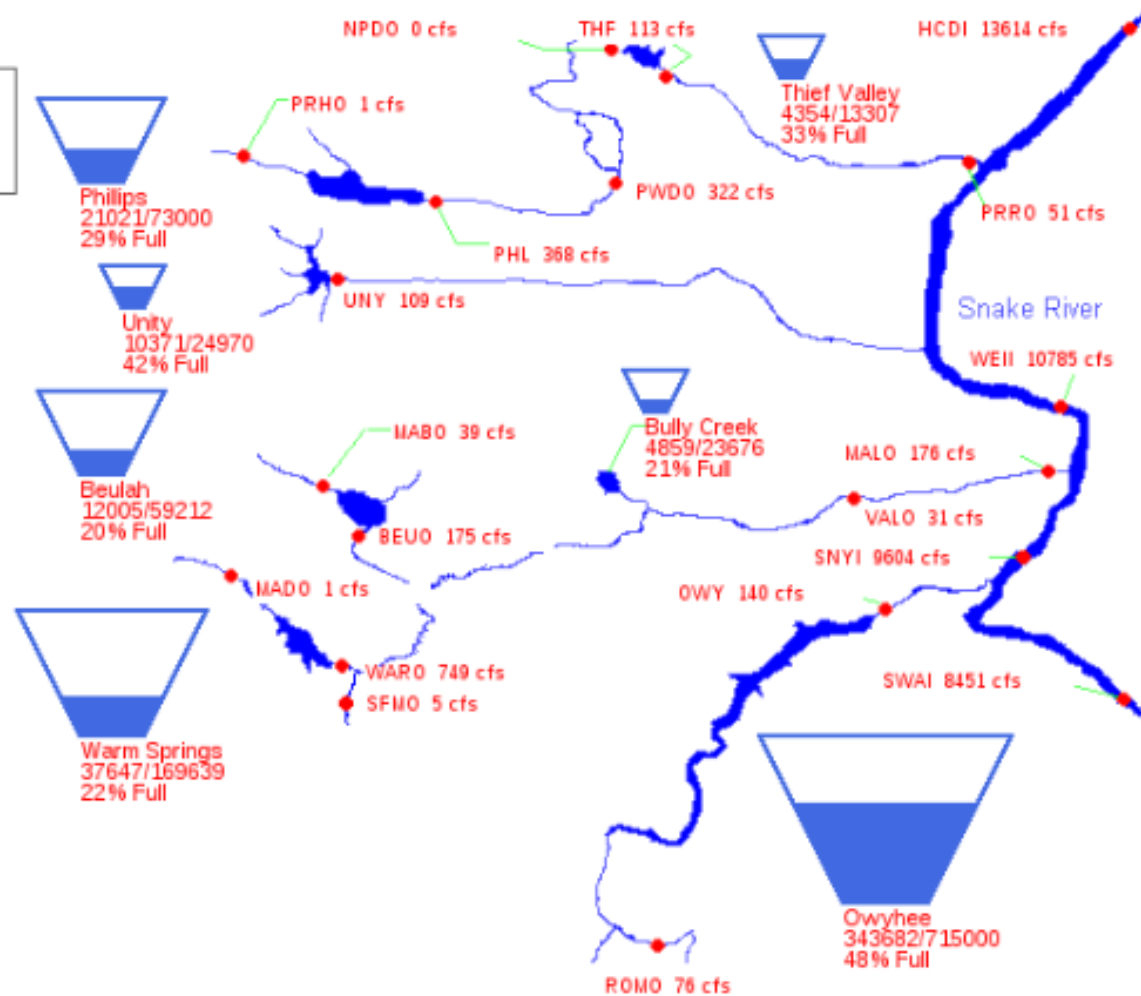 NPDO 0 cfs
THF 113 cfs
HCDI 13614 cfs
PRHO 1 cfs
Thief Valley
4354/13307
33% Full
Phillips
21021/73000
29% Full
PWDO 322 cfs
PRRO 51 cfs
PHL 368 cfs
UNY 109 cfs
Snake River
Unity
10371/24970
42% Full
WEII 10785 cfs
MABO 39 cfs
Bully Creek
4859/23676
21% Full
MALO 176 cfs
Beulah
12005/59212
20% Full
VALO 31 cfs
BEUO 175 cfs
SNYI 9604 cfs
MADO 1 cfs
OWY 140 cfs
WARO 749 cfs
SWAI 8451 cfs
SFMO 5 cfs
Warm Springs
37647/169639
22% Full
Owyhee
343682/715000
48% Full
ROMO 76 cfs